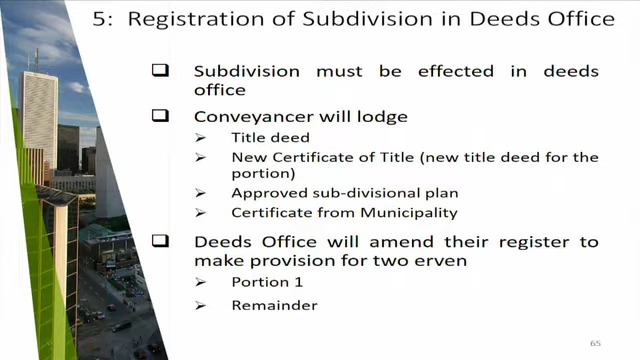 5: Registration of Subdivision in Deeds Office
Subdivision must be effected in deeds
office
Conveyancer will lodge
Title deed
New Certificate of Title (new title deed for the
portion)
Approved sub-divisional plan
Certificate from Municipality
Deeds Office will amend their register to
make provision for two erven
Portion 1
Remainder
65